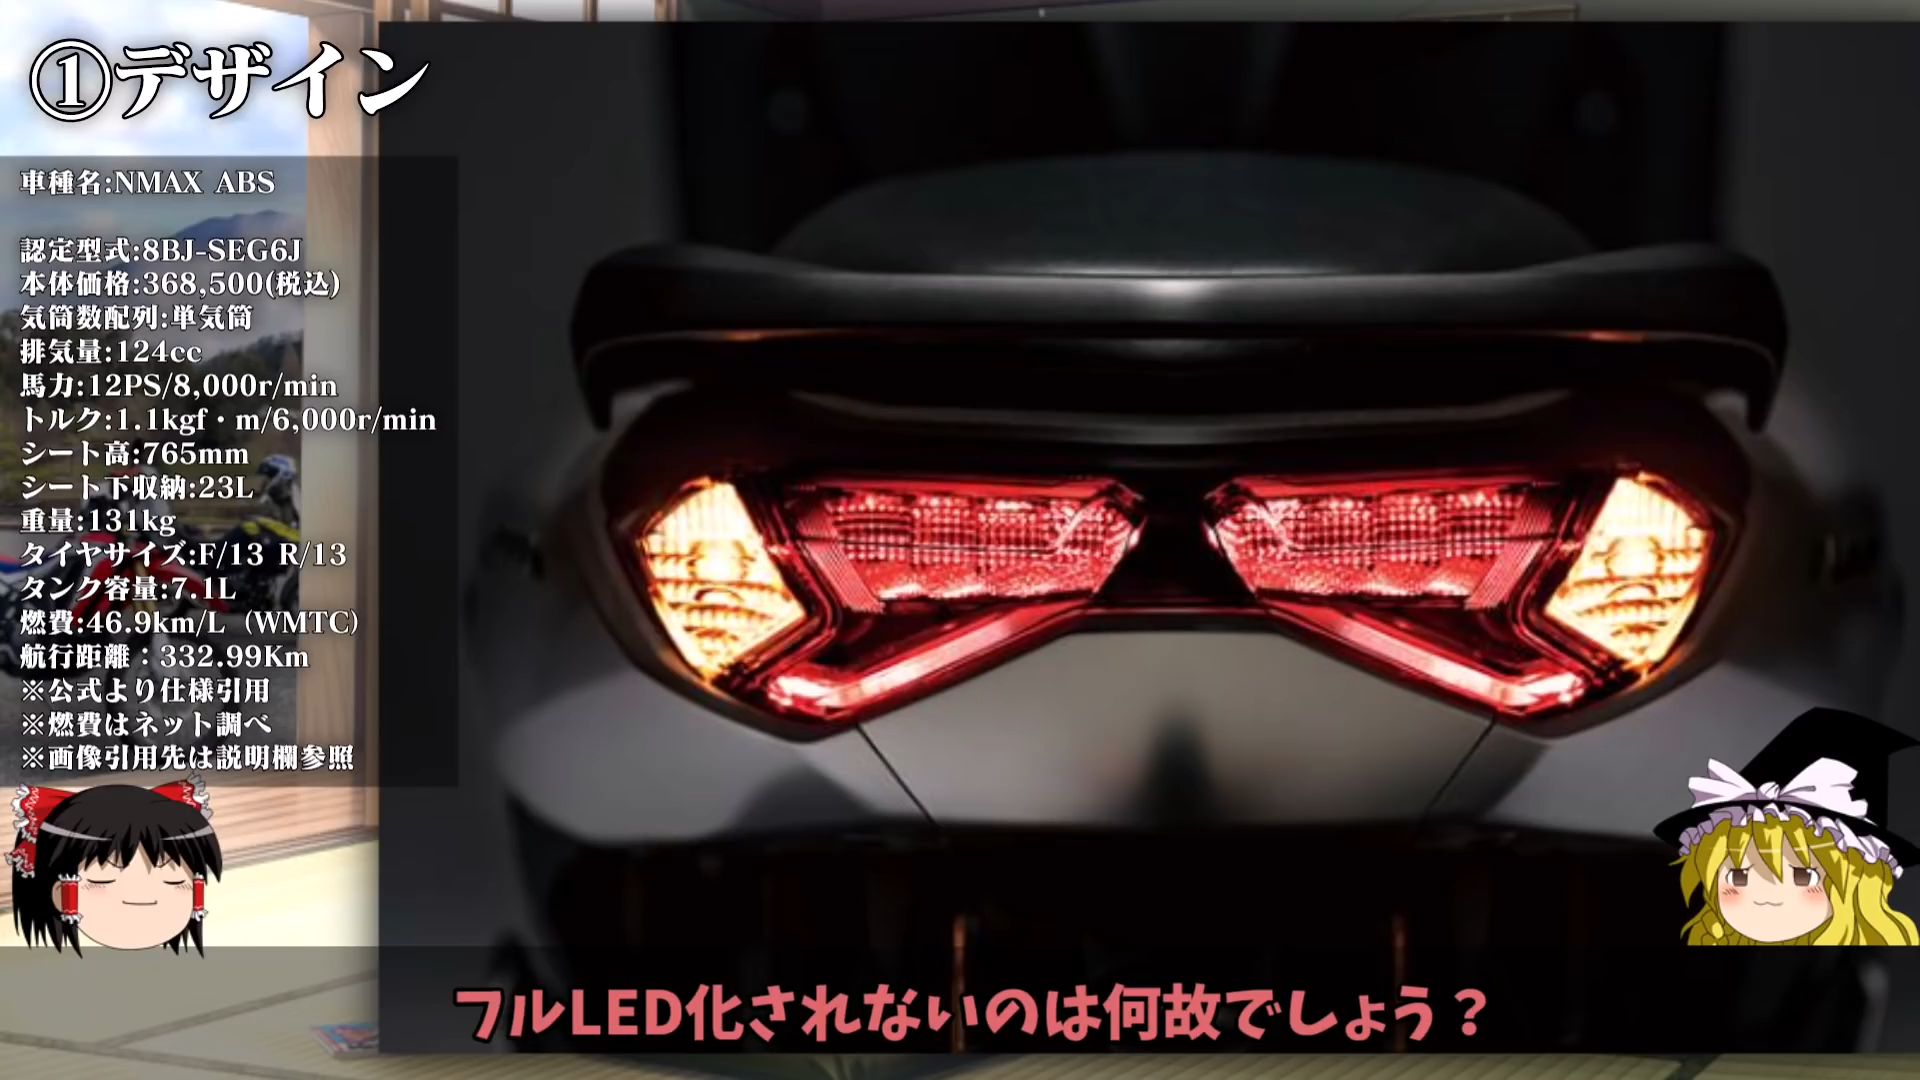 ①デザイン
車種名:NMAX ABS
認定型式:8BJ-SEG6J
本体価格:368,500(税込)
気筒数配列:単気筒
排気量:124cc
馬力:12PS/8,000r/min
トルク:1.1kgf・m/6,000r/min
シート高:765mm
シート下収納:23L
重量:131kg
タイヤサイズ:F/13 R/13
タンク容量:7.1L
燃費:46.9km/L (WMTC)
航行距離：332.99Km
※公式より仕様引用
※燃費はネット調べ
※画像引用先は説明欄参照
フルLED化されないのは何故でしょう？